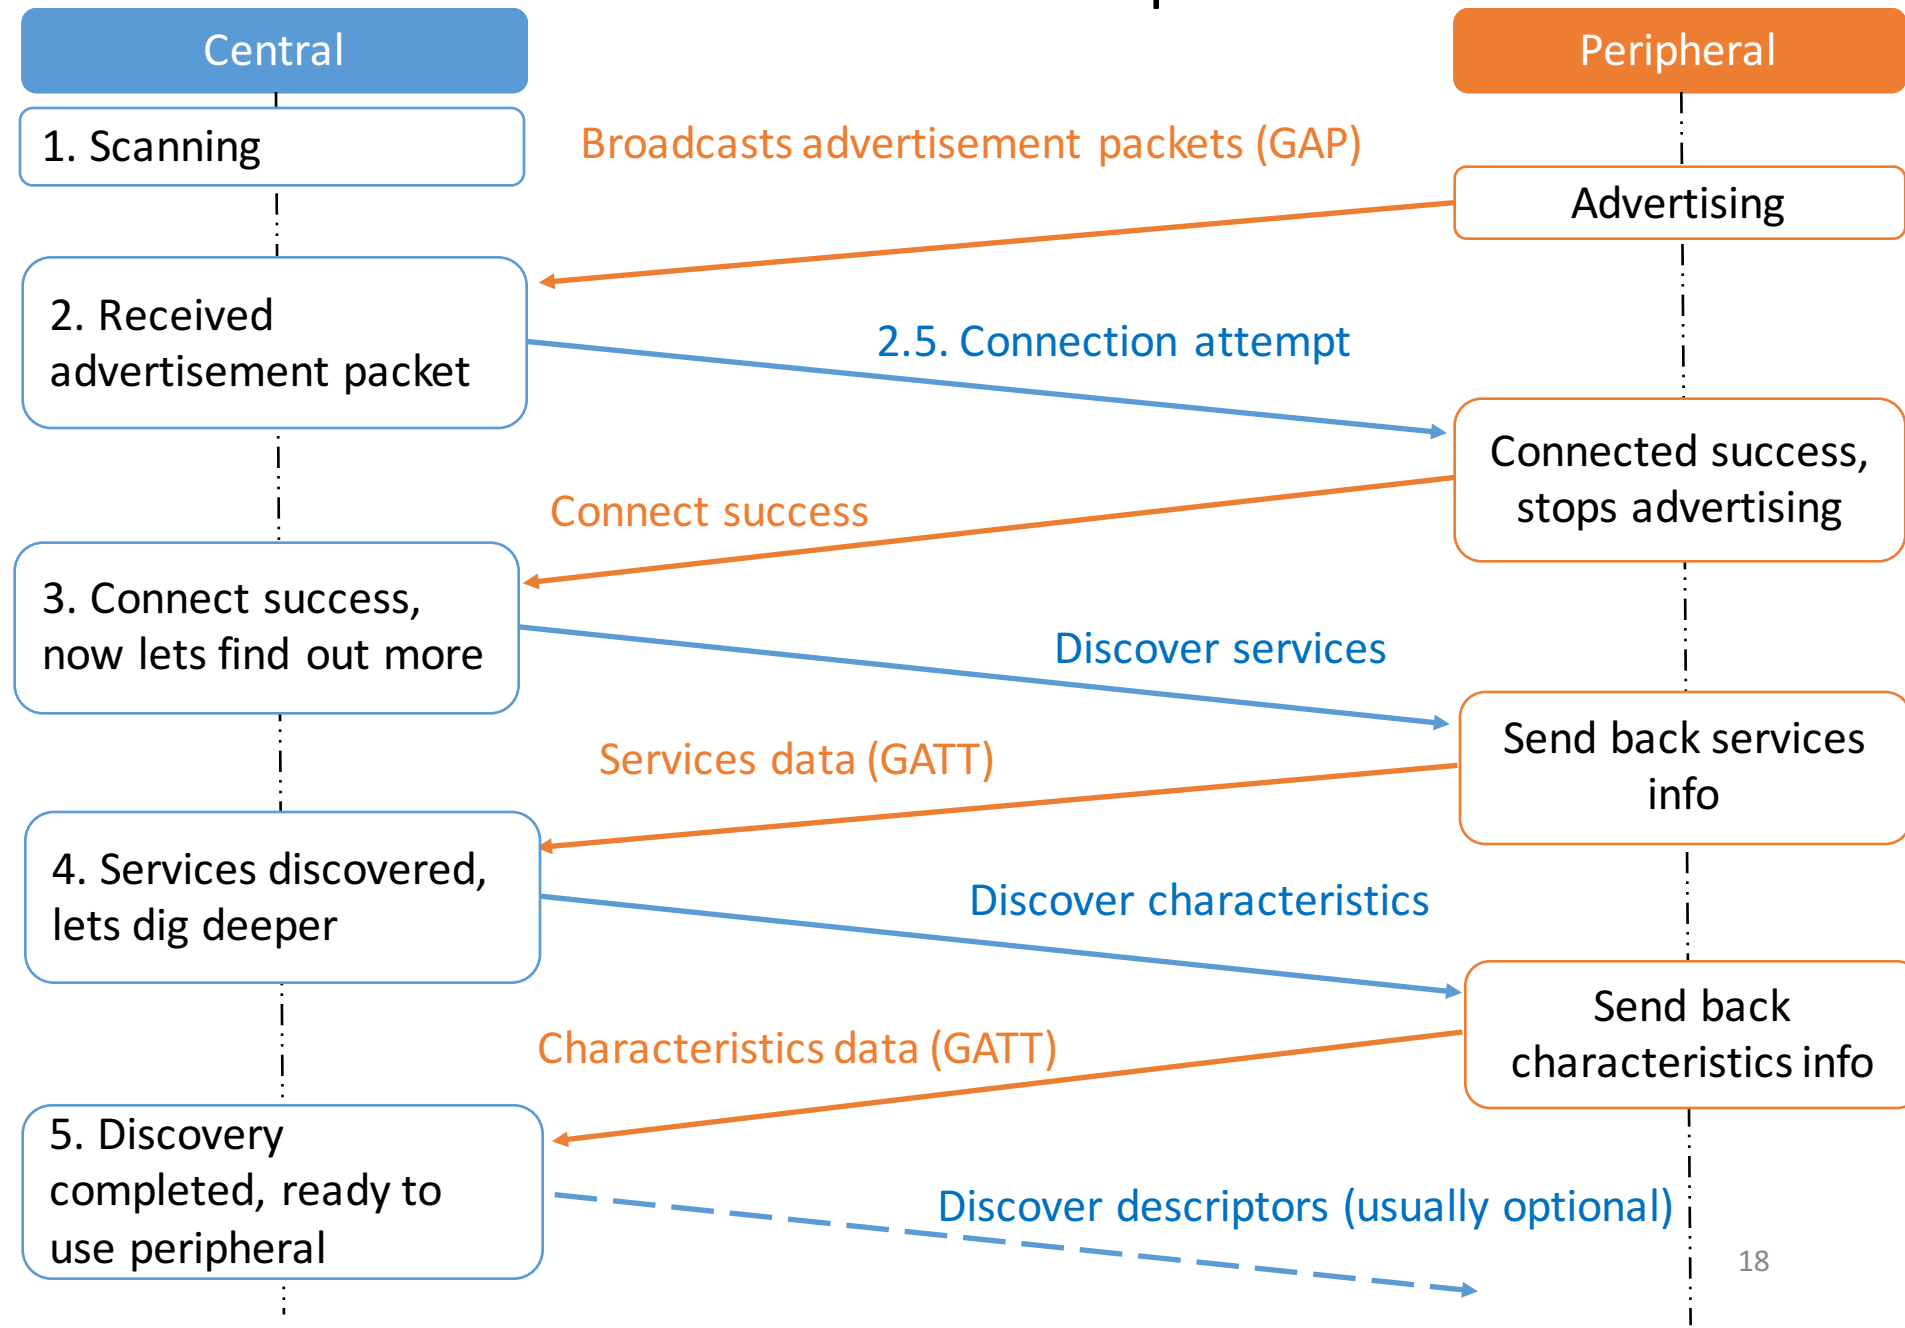 Central
Peripheral
1. Scanning
Broadcasts advertisement packets (GAP)
Advertising
2. Received
advertisement packet
2.5. Connection attempt
Connected success,
stops advertising
Connect success
3. Connect success,
now lets find out more
Discover services
Send back services
info
Services data (GATT)
4. Services discovered,
lets dig deeper
Discover characteristics
Send back
characteristics info
Characteristics data (GATT)
5. Discovery
completed, ready to
use peripheral
Discover descriptors (usually optional)
18